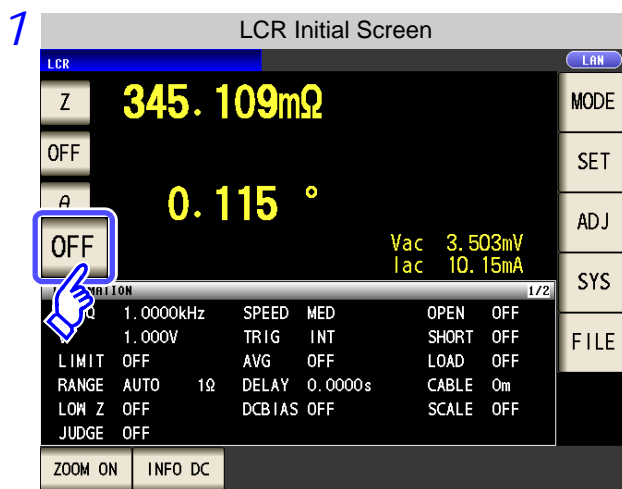 1
LCR Initial Screen
LCR
LAN
Z
345.109mΩ
MODE
OFF
SET
θ
0.115 °
ADJ
OFF
Vac 3.503mV
Iac 10.15mA
SYS
1/2
1.0000kHz SPEED MED OPEN OFF
1.000V TRIG INT SHORT OFF
FILE
LIMIT OFF AVG OFF LOAD OFF
RANGE AUTO 1Ω DELAY 0.0000s CABLE 0m
LOW Z OFF DCBIAS OFF SCALE OFF
JUDGE OFF
ZOOM ON INFO DC